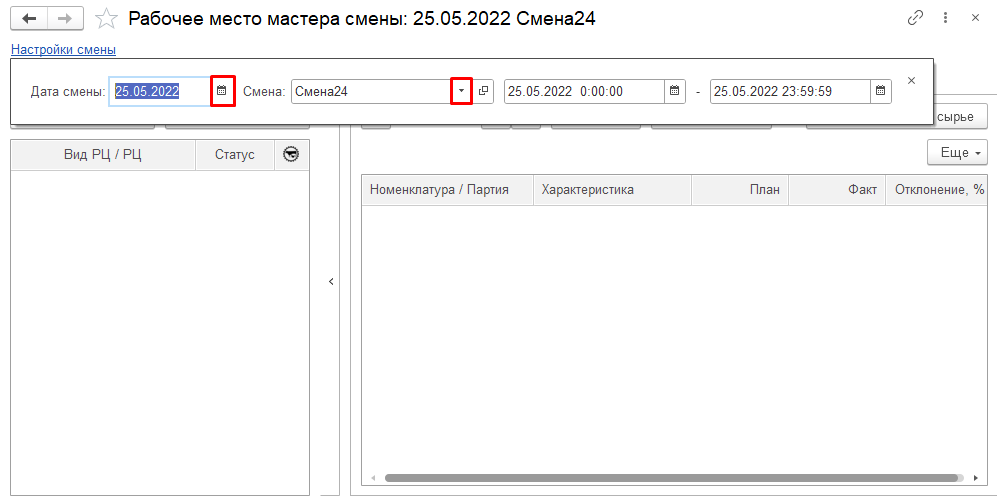 Рабочее место мастера смены: 25.05.2022 Смена24
Настройки смены
Дата смены: 25.05.2022 Смена: Смена24 25.05.2022 0:00:00 - 25.05.2022 23:59:59
сырье
Вид РЦ / РЦ Статус
Еще
Номенклатура / Партия Характеристика План Факт Отклонение, %